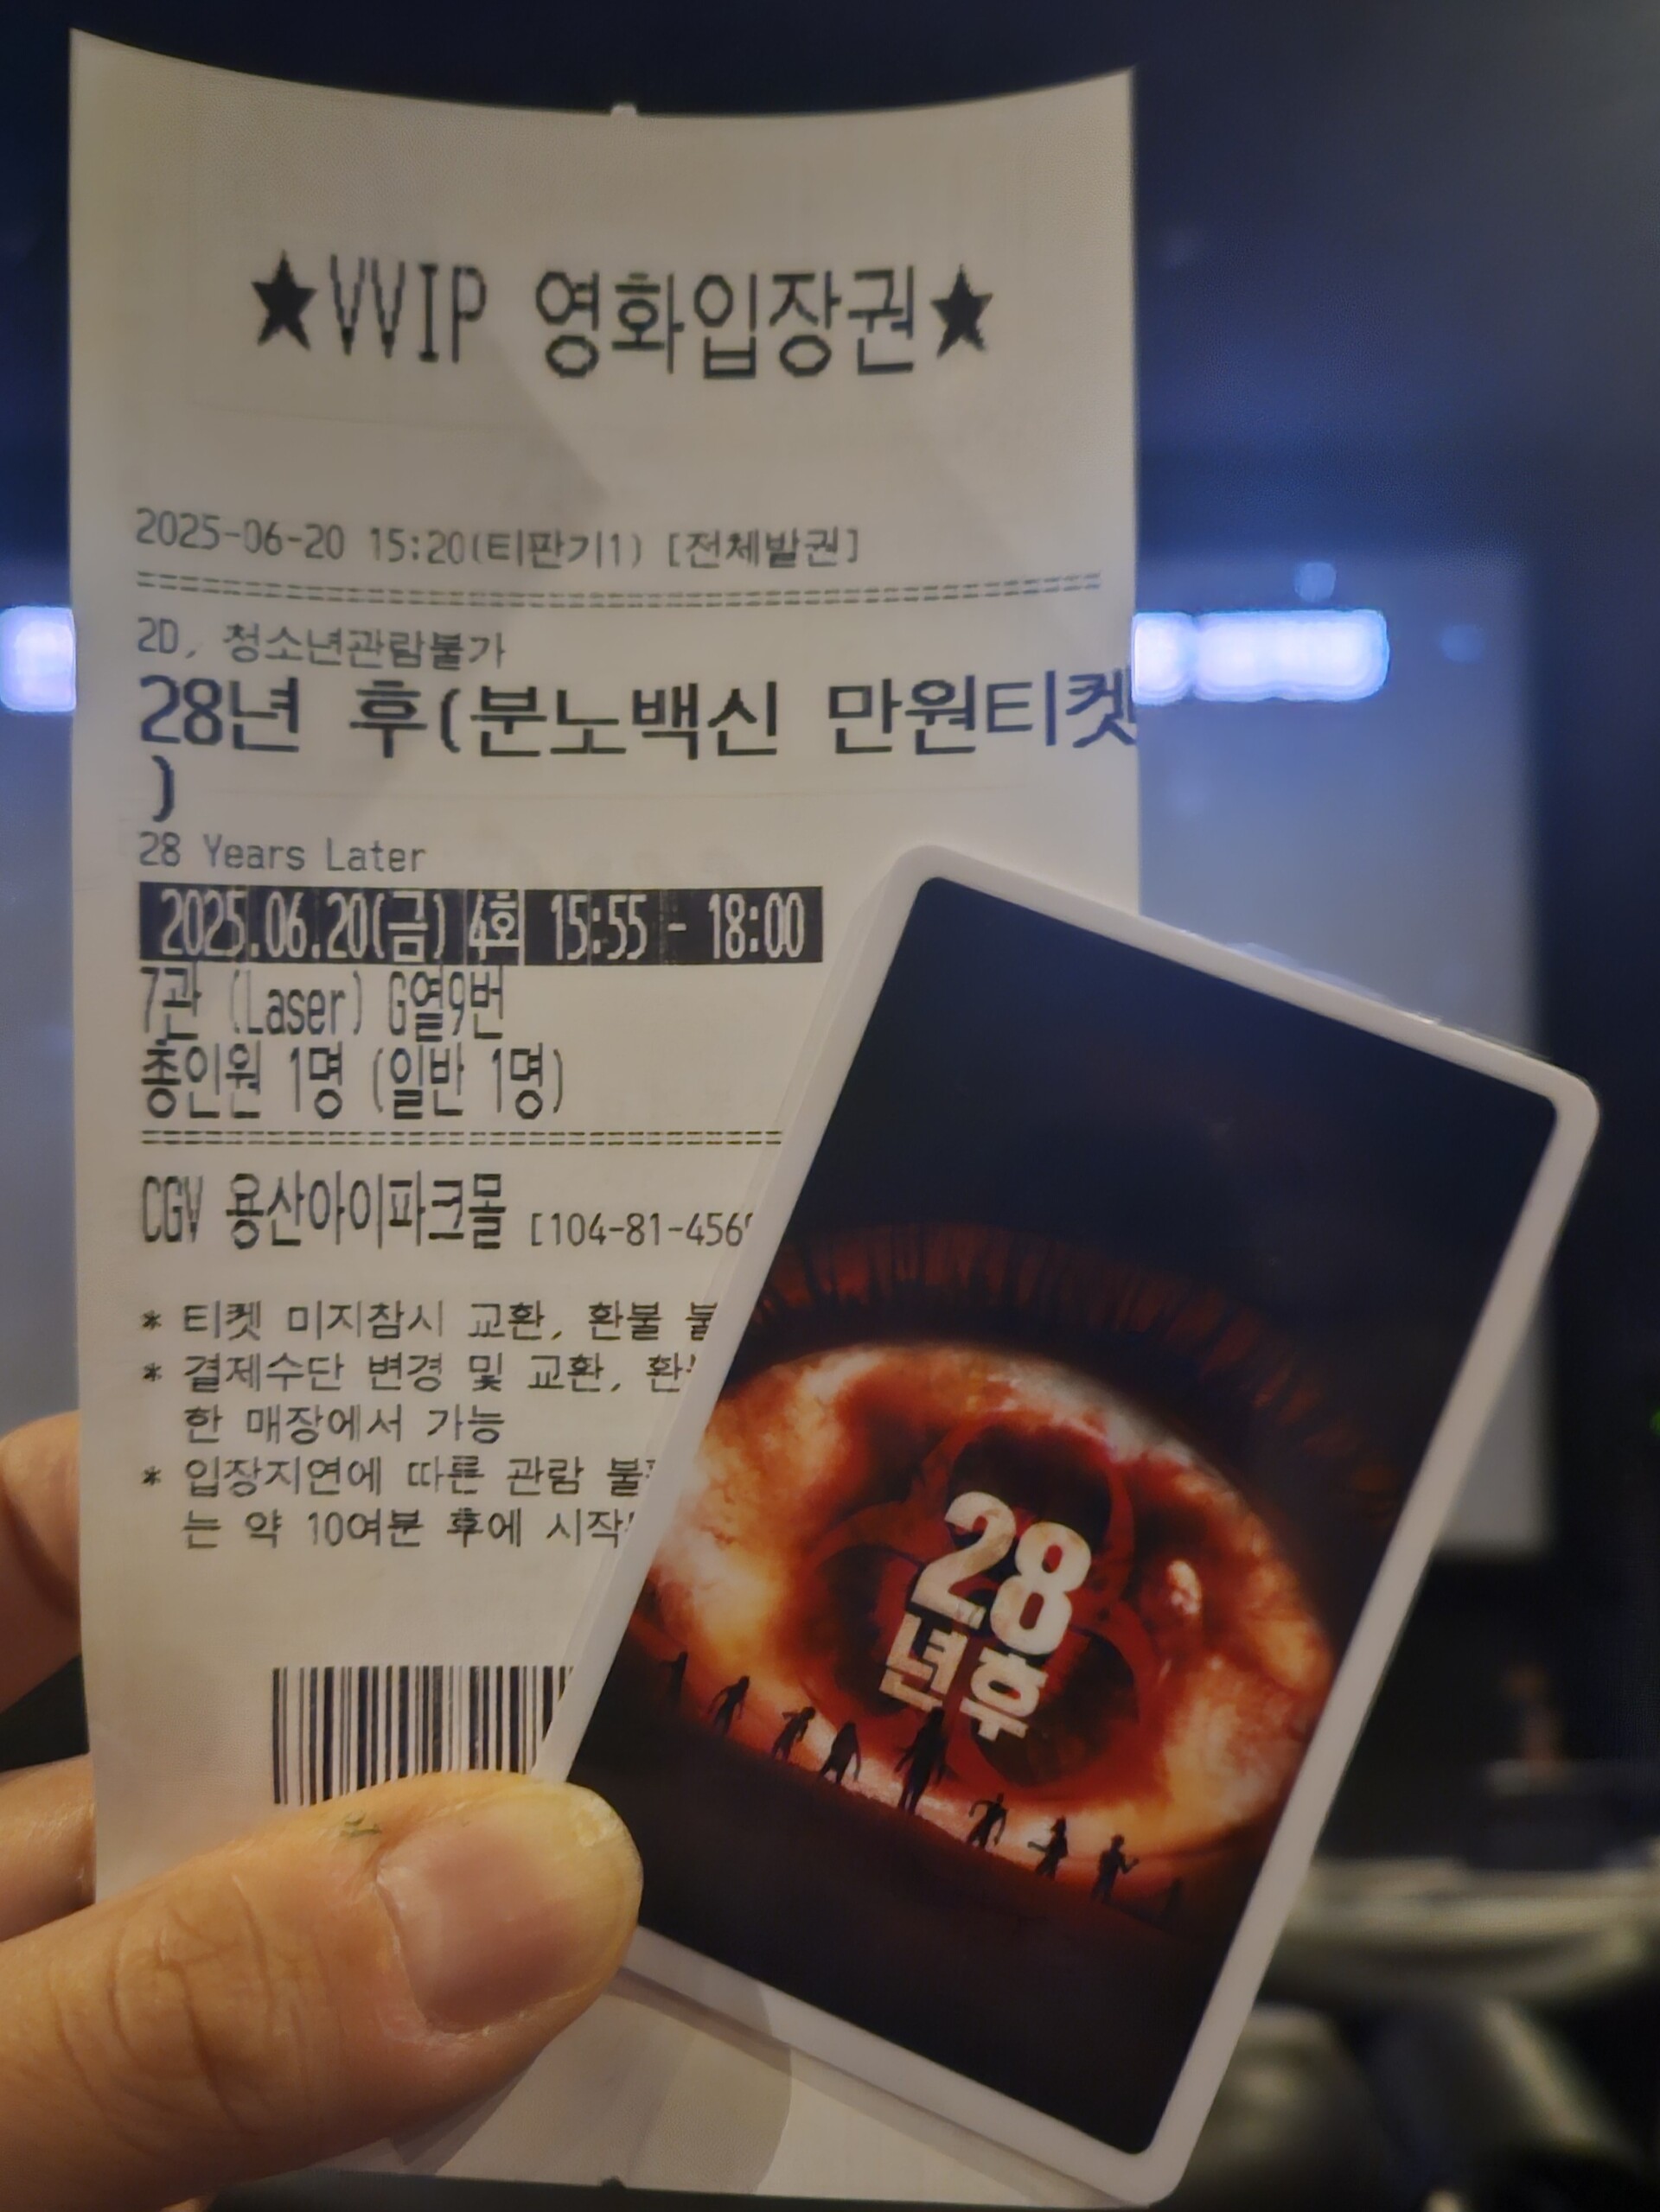 ★VVIP 영화입장권★
2025-06-20 15:20(티판기1) [전체발권]
2D, 청소년관람불가
28년 후(분노백신 만원티켓
)
28 Years Later
2025.06.20(금) 4회 15:55 - 18:00
7관 (Laser) G열9번
총인원 1명 (일반 1명)
CGV 용산아이파크몰 [104-81-456
* 티켓 미지참시 교환, 환불
* 결제수단 변경 및 교환,
한 매장에서 가능
* 입장지연에 따른 관람
는 약 10여분 후에 시작
28
년후